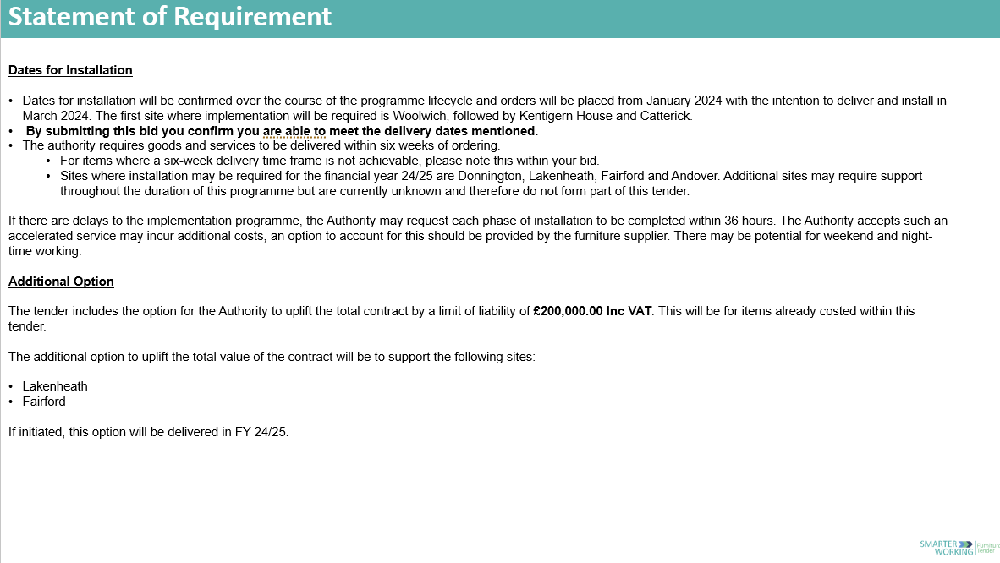 Statement of Requirement
Dates for Installation
• Dates for installation will be confirmed over the course of the programme lifecycle and orders will be placed from January 2024 with the intention to deliver and install in
March 2024. The first site where implementation will be required is Woolwich, followed by Kentigern House and Catterick.
• By submitting this bid you confirm you are able to meet the delivery dates mentioned.
• The authority requires goods and services to be delivered within six weeks of ordering.
• For items where a six-week delivery time frame is not achievable, please note this within your bid.
• Sites where installation may be required for the financial year 24/25 are Donnington, Lakenheath, Fairford and Andover. Additional sites may require support
throughout the duration of this programme but are currently unknown and therefore do not form part of this tender.
If there are delays to the implementation programme, the Authority may request each phase of installation to be completed within 36 hours. The Authority accepts such an
accelerated service may incur additional costs, an option to account for this should be provided by the furniture supplier. There may be potential for weekend and night-
time working.
Additional Option
The tender includes the option for the Authority to uplift the total contract by a limit of liability of £200,000.00 Inc VAT. This will be for items already costed within this
tender.
The additional option to uplift the total value of the contract will be to support the following sites:
• Lakenheath
• Fairford
If initiated, this option will be delivered in FY 24/25.
SMARTER
WORKING
Furnitur
Tender